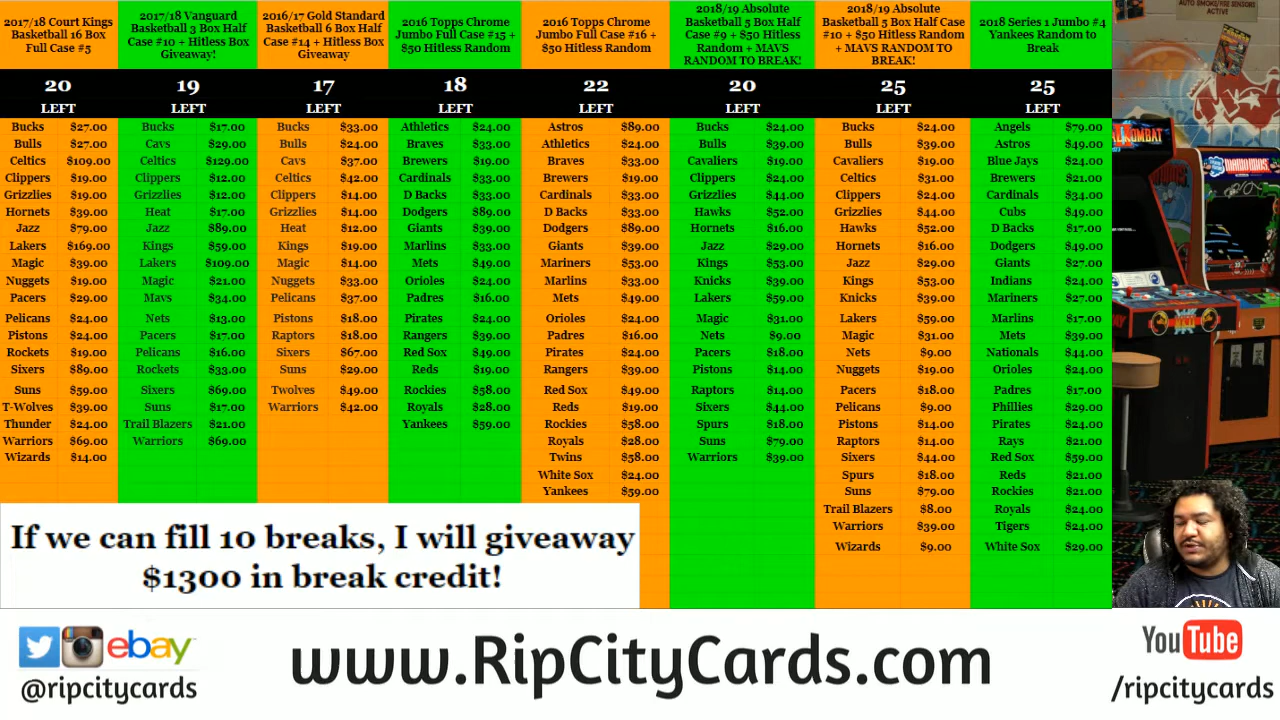 2017/18 Court Kings
Basketball 16 Box
Full Case #5
20
LEFT
Bucks $27.00
Bulls $27.00
Celtics $109.00
Clippers $19.00
Grizzlies $19.00
Hornets $39.00
Jazz $79.00
Lakers $169.00
Magic $39.00
Nuggets $19.00
Pacers $29.00
Pelicans $24.00
Pistons $24.00
Rockets $19.00
Sixers $89.00
Suns $59.00
T-Wolves $39.00
Thunder $24.00
Warriors $69.00
Wizards $14.00
2017/18 Vanguard
Basketball 3 Box Half
Case #10 + Hitless Box
Giveaway!
19
LEFT
Bucks $17.00
Cavs $29.00
Celtics $129.00
Clippers $12.00
Grizzlies $12.00
Heat $17.00
Jazz $89.00
Kings $59.00
Lakers $109.00
Magic $21.00
Mavs $34.00
Nets $13.00
Pacers $17.00
Pelicans $16.00
Rockets $33.00
Sixers $69.00
Suns $17.00
Trail Blazers $21.00
Warriors $69.00
2016/17 Gold Standard
Basketball 6 Box Half
Case #14 + Hitless Box
Giveaway
17
LEFT
Bucks $33.00
Bulls $24.00
Cavs $37.00
Celtics $42.00
Clippers $14.00
Grizzlies $14.00
Heat $12.00
Kings $19.00
Magic $14.00
Nuggets $33.00
Pelicans $37.00
Pistons $18.00
Raptors $18.00
Sixers $67.00
Suns $29.00
Twolves $49.00
Warriors $42.00
2016 Topps Chrome
Jumbo Full Case #15 +
$50 Hitless Random
18
LEFT
Athletics $24.00
Braves $33.00
Brewers $19.00
Cardinals $33.00
D Backs $33.00
Dodgers $89.00
Giants $39.00
Marlins $33.00
Mets $49.00
Orioles $24.00
Padres $16.00
Pirates $24.00
Rangers $39.00
Red Sox $49.00
Reds $19.00
Rockies $58.00
Royals $28.00
Yankees $59.00
2016 Topps Chrome
Jumbo Full Case #16 +
$50 Hitless Random
22
LEFT
Astros $89.00
Athletics $24.00
Braves $33.00
Brewers $19.00
Cardinals $33.00
D Backs $33.00
Dodgers $89.00
Giants $39.00
Mariners $53.00
Marlins $33.00
Mets $49.00
Orioles $24.00
Padres $16.00
Pirates $24.00
Rangers $39.00
Red Sox $49.00
Reds $19.00
Rockies $58.00
Royals $28.00
Twins $58.00
White Sox $24.00
Yankees $59.00
2018/19 Absolute
Basketball 5 Box Half
Case #9 + $50 Hitless
Random + MAVS
RANDOM TO BREAK!
20
LEFT
Bucks $24.00
Bulls $39.00
Cavaliers $19.00
Clippers $24.00
Grizzlies $44.00
Hawks $52.00
Hornets $16.00
Jazz $29.00
Kings $53.00
Knicks $39.00
Lakers $59.00
Magic $31.00
Nets $9.00
Pacers $18.00
Pistons $14.00
Raptors $14.00
Sixers $44.00
Spurs $18.00
Suns $79.00
Warriors $39.00
2018/19 Absolute
Basketball 5 Box Half Case
#10 + $50 Hitless Random
+ MAVS RANDOM TO
BREAK!
25
LEFT
Bucks $24.00
Bulls $39.00
Cavaliers $19.00
Celtics $31.00
Clippers $24.00
Grizzlies $44.00
Hawks $52.00
Hornets $16.00
Jazz $29.00
Kings $53.00
Knicks $39.00
Lakers $59.00
Magic $31.00
Nets $9.00
Nuggets $19.00
Pacers $18.00
Pelicans $9.00
Pistons $14.00
Raptors $14.00
Sixers $44.00
Spurs $18.00
Suns $79.00
Trail Blazers $8.00
Warriors $39.00
Wizards $9.00
2018 Series 1 Jumbo #4
Yankees Random to
Break
25
LEFT
Angels $79.00
Astros $49.00
Blue Jays $24.00
Brewers $21.00
Cardinals $34.00
Cubs $49.00
D Backs $17.00
Dodgers $49.00
Giants $27.00
Indians $24.00
Mariners $27.00
Marlins $17.00
Mets $39.00
Nationals $44.00
Orioles $24.00
Padres $17.00
Phillies $29.00
Pirates $24.00
Rays $21.00
Red Sox $59.00
Reds $21.00
Rockies $21.00
Royals $24.00
Tigers $24.00
White Sox $29.00
If we can fill 10 breaks, I will giveaway
$1300 in break credit!
ebay
@ripcitycards
www.RipCityCards.com
YouTube
/ripcitycards
KOMBAT
MARIO BROS.